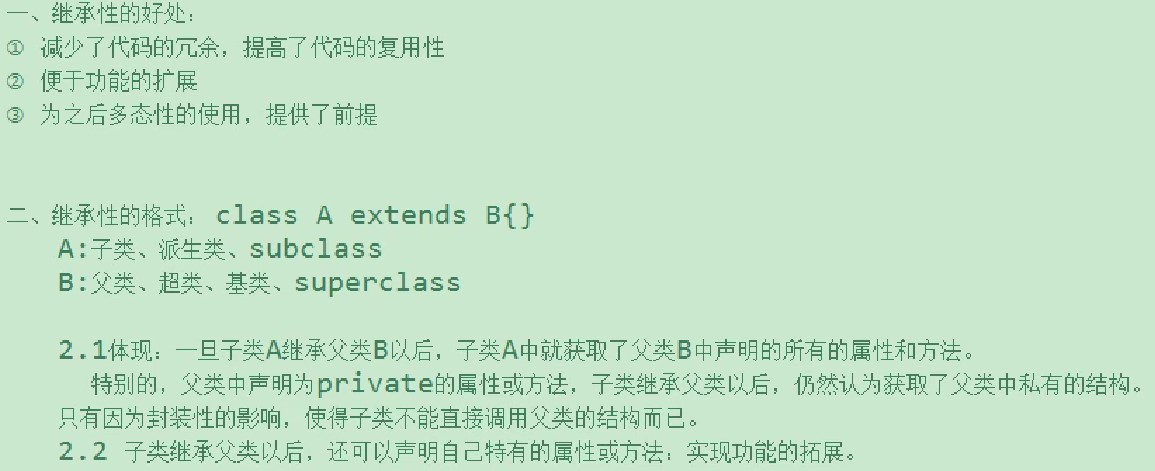 一、继承性的好处：
① 减少了代码的冗余，提高了代码的复用性
② 便于功能的扩展
③ 为之后多态性的使用，提供了前提
二、继承性的格式：class A extends B{}
A:子类、派生类、subclass
B:父类、超类、基类、superclass
2.1体现：一旦子类A继承父类B以后，子类A中就获取了父类B中声明的所有的属性和方法。
特别的，父类中声明为private的属性或方法，子类继承父类以后，仍然认为获取了父类中私有的结构。
只有因为封装性的影响，使得子类不能直接调用父类的结构而已。
2.2 子类继承父类以后，还可以声明自己特有的属性或方法：实现功能的拓展。